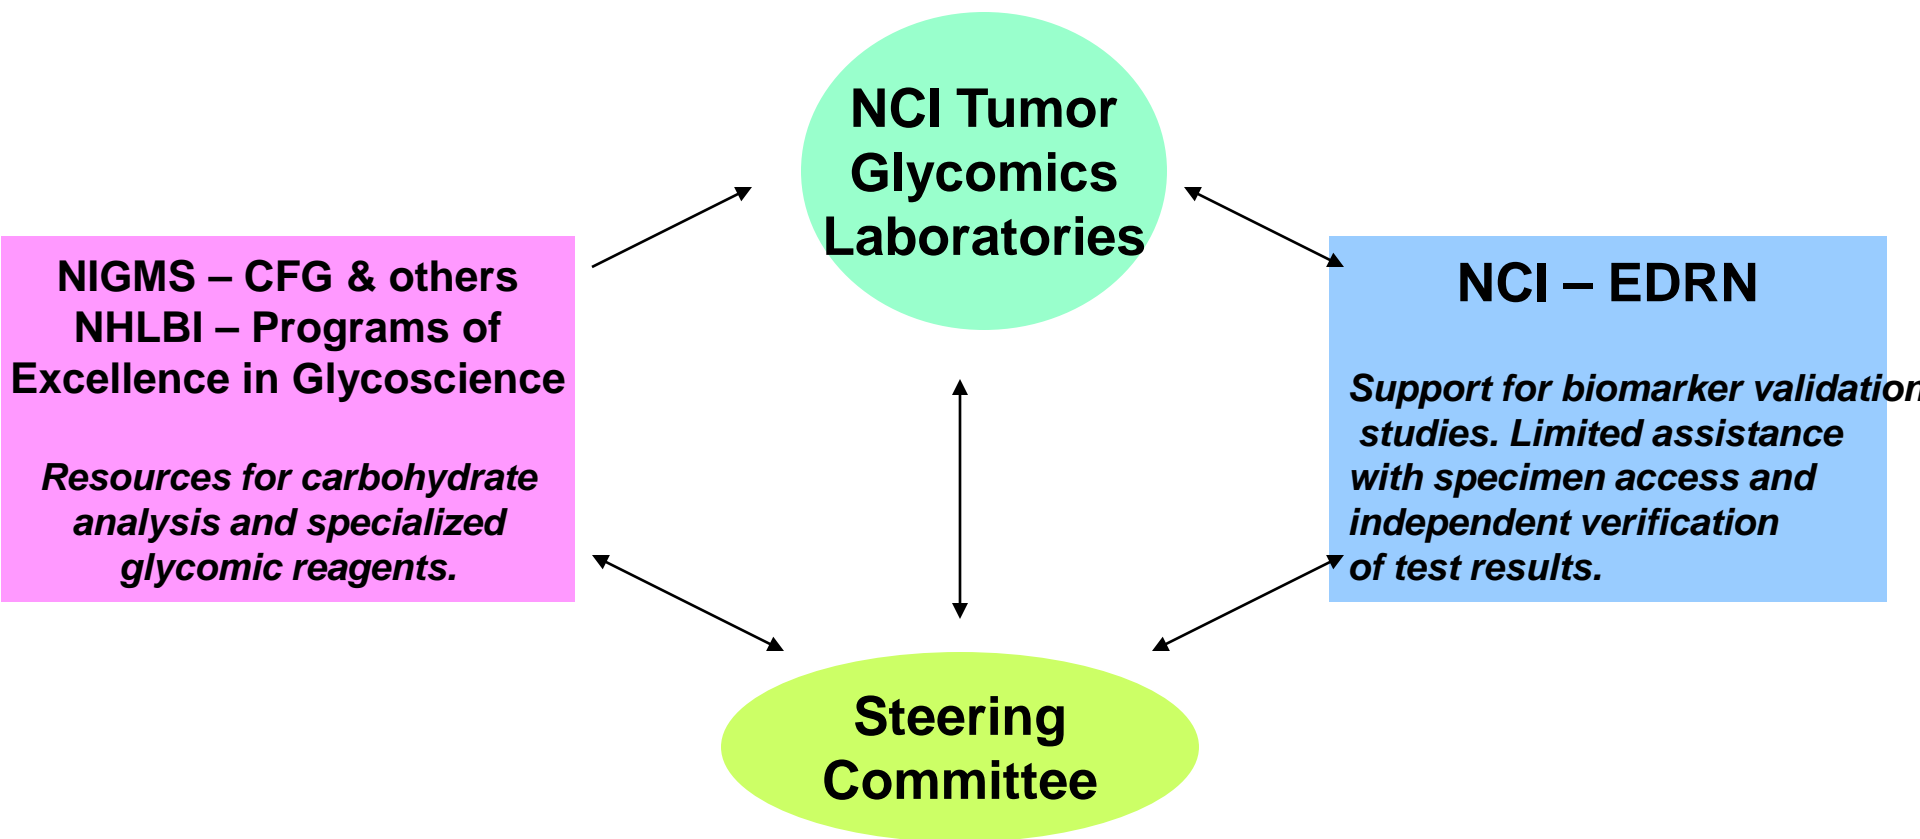 NCI Tumor
Glycomics
Laboratories
NIGMS – CFG & others
NHLBI – Programs of
Excellence in Glycoscience
Resources for carbohydrate
analysis and specialized
glycomic reagents.
NCI – EDRN
Support for biomarker validation
studies. Limited assistance
with specimen access and
independent verification
of test results.
Steering
Committee